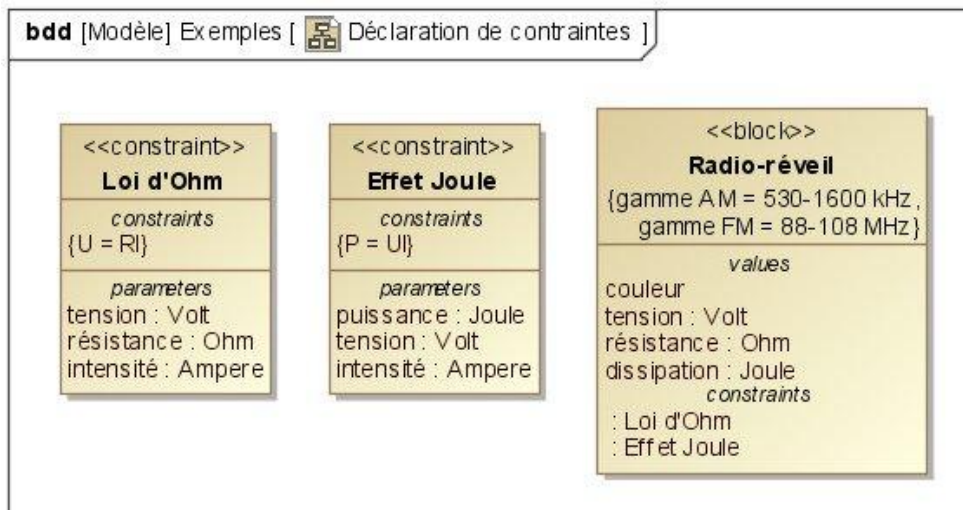 bdd [Modèle] Exemples [ Déclaration de contraintes ]
<<constraint>>
Loi d'Ohm
constraints
{U = RI}
parameters
tension : Volt
résistance : Ohm
intensité : Ampere
<<constraint>>
Effet Joule
constraints
{P = UI}
parameters
puissance : Joule
tension : Volt
intensité : Ampere
<<block>>
Radio-réveil
{gamme AM = 530-1600 kHz,
gamme FM = 88-108 MHz}
values
couleur
tension : Volt
résistance : Ohm
dissipation : Joule
constraints
: Loi d'Ohm
: Effet Joule